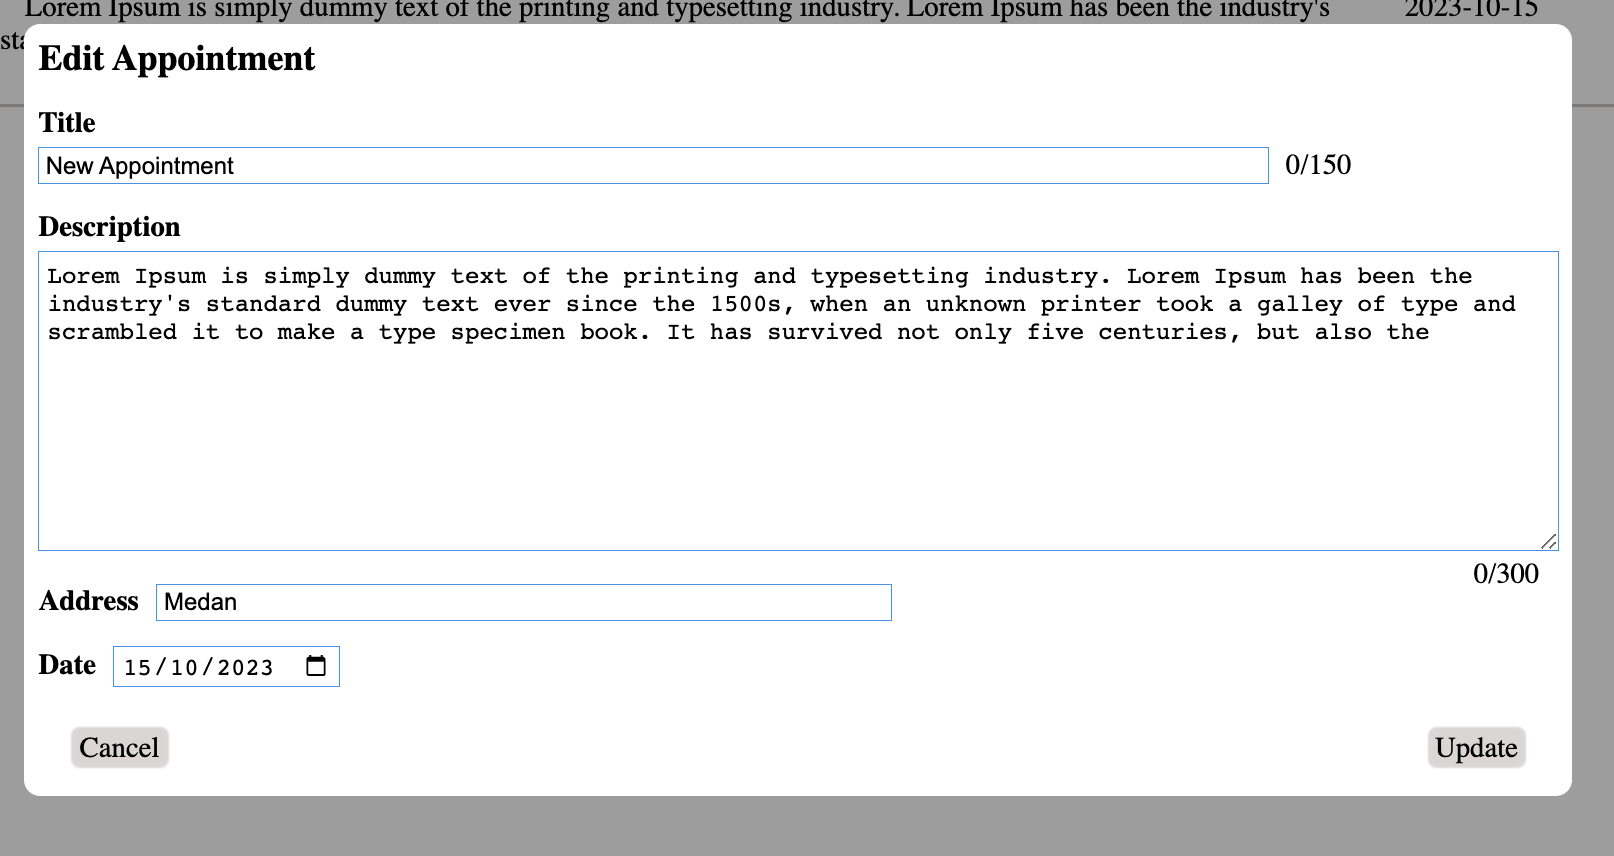 Lorem Ipsum is simply dummy text of the printing and typesetting industry. Lorem Ipsum has been the industry's 2023-10-15
sta
Edit Appointment
Title
New Appointment 0/150
Description
Lorem Ipsum is simply dummy text of the printing and typesetting industry. Lorem Ipsum has been the
industry's standard dummy text ever since the 1500s, when an unknown printer took a galley of type and
scrambled it to make a type specimen book. It has survived not only five centuries, but also the
0/300
Address Medan
Date 15/10/2023
Cancel Update